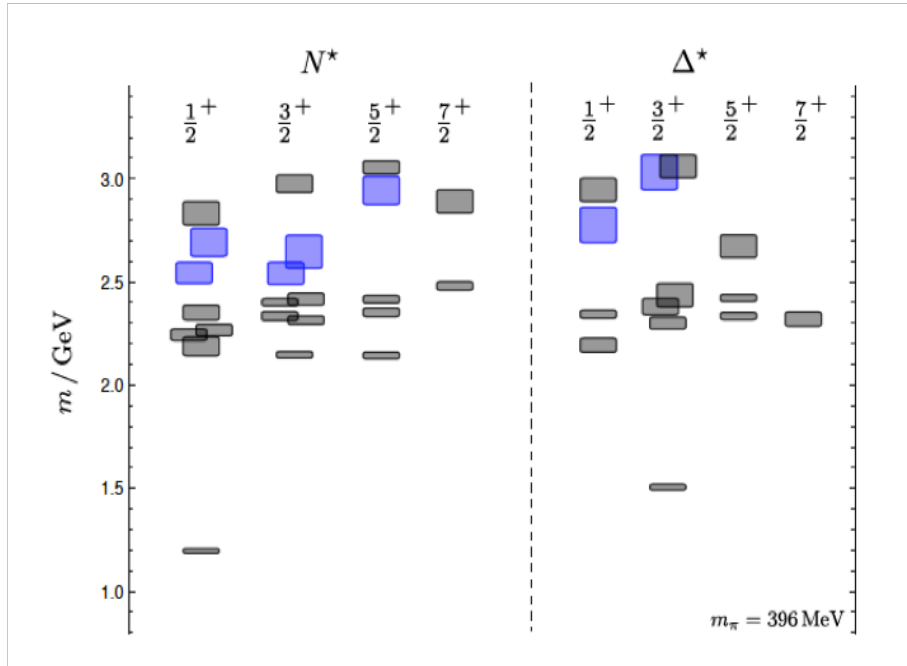 N⋆ Δ⋆
1/2+ 3/2+ 5/2+ 7/2+ 1/2+ 3/2+ 5/2+ 7/2+
3.0
2.5
m / GeV
2.0
1.5
1.0
mπ = 396 MeV